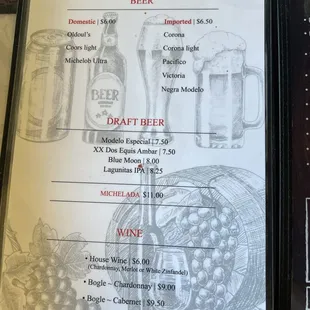 BEER
Domestic | $6.00
Oldoul's
Coors light
Michelob Ultra
Imported | $6.50
Corona
Corona light
Pacifico
Victoria
Negra Modelo
BEER
DRAFT BEER
Modelo Especial | 7.50
XX Dos Equis Ambar | 7.50
Blue Moon | 8.00
Lagunitas IPA | 8.25
MICHELADA $11.00
WINE
• House Wine | $6.00
(Chardonnay, Merlot or White Zinfandel)
• Bogle ~ Chardonnay | $9.00
• Bogle ~ Cabernet | $9.50